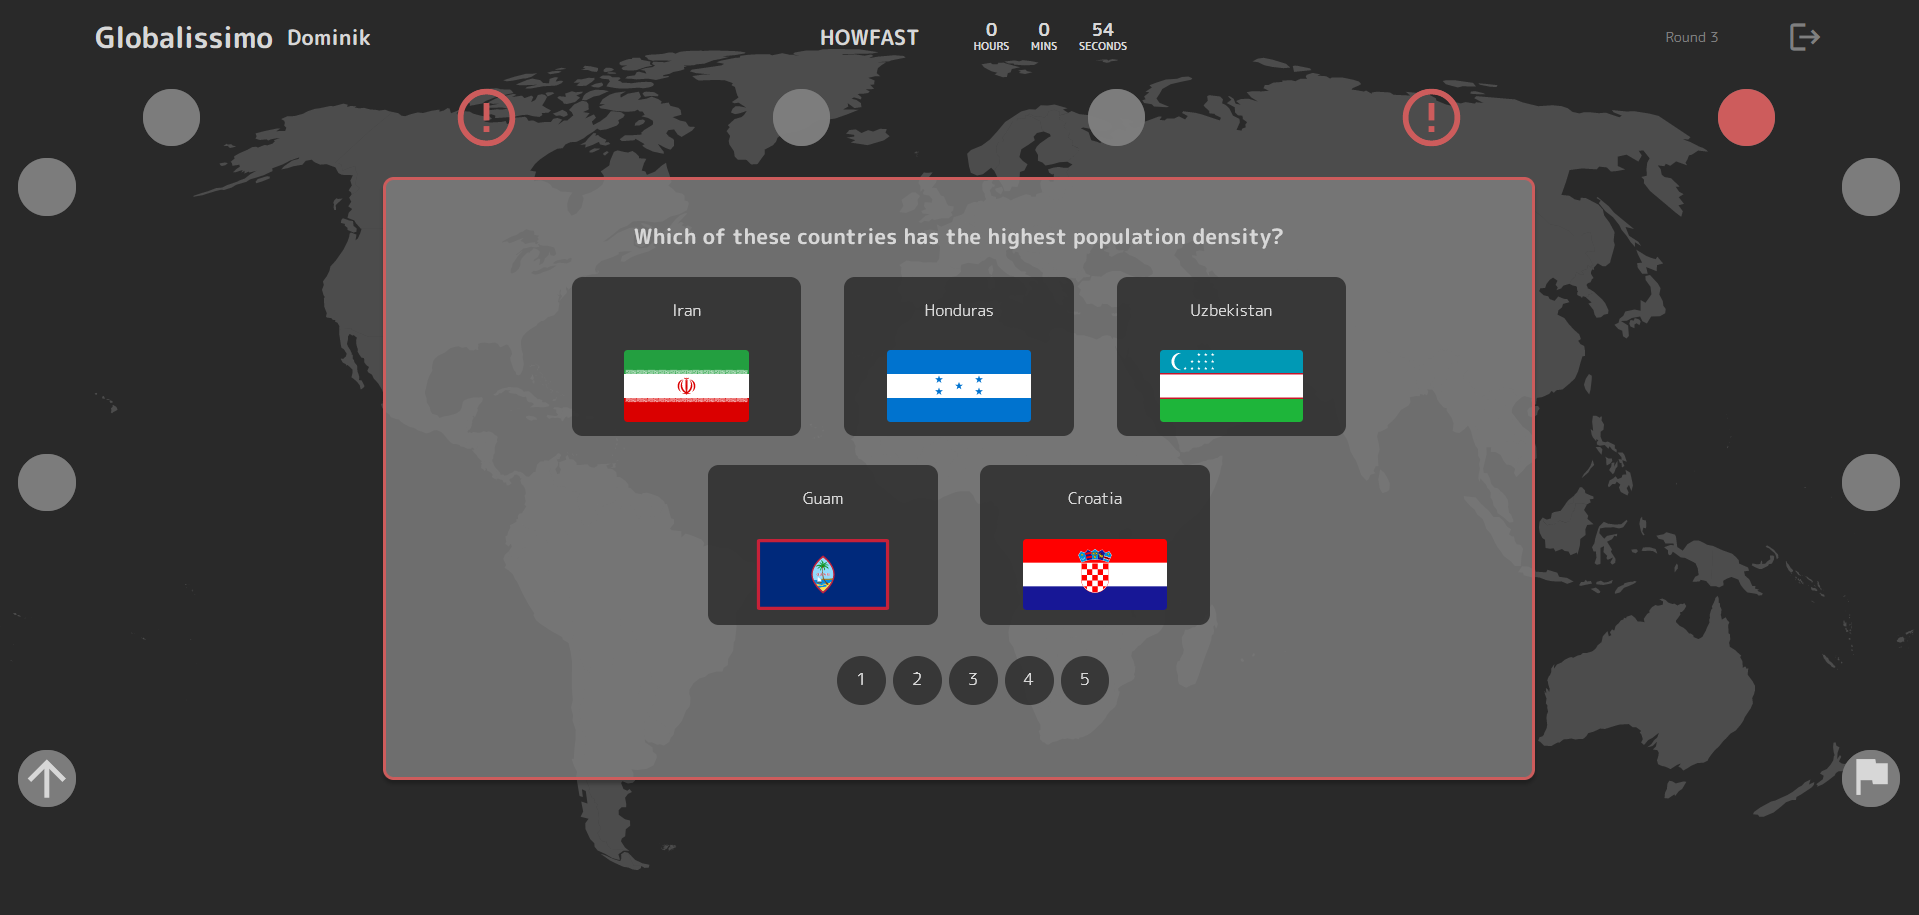 Globalissimo Dominik
HOWFAST
0 0 54
HOURS MINS SECONDS
Round 3
Which of these countries has the highest population density?
Iran Honduras Uzbekistan
Guam Croatia
1 2 3 4 5